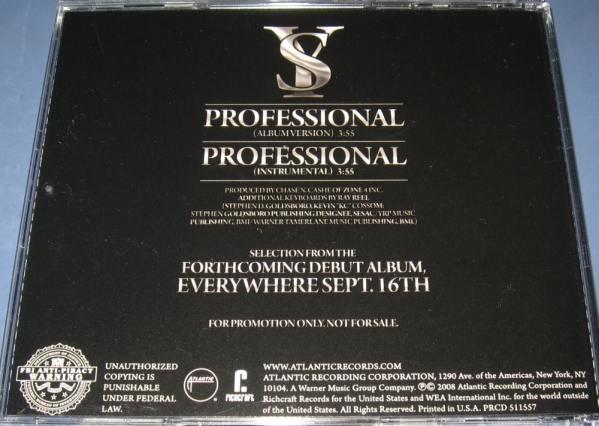 YS
PROFESSIONAL
(ALBUM VERSION) 3:55
PROFESSIONAL
(INSTRUMENTAL) 3:55
PRODUCED BY CHASE N. CASHE OF ZONE 4 INC.
ADDITIONAL KEYBOARDS BY RAY REEL
(STEPHEN D. GOLDSBORO, KEVIN "KC" COSSOM;
STEPHEN GOLDSBORO PUBLISHING DESIGNEE, SESAC/YRP MUSIC
PUBLISHING, BMI/WARNER-TAMERLANE MUSIC PUBLISHING, BMI.)
SELECTION FROM THE
FORTHCOMING DEBUT ALBUM,
EVERYWHERE SEPT. 16TH
FOR PROMOTION ONLY. NOT FOR SALE.
FBI ANTI-PIRACY
WARNING
UNAUTHORIZED
COPYING IS
PUNISHABLE
UNDER FEDERAL
LAW.
ATLANTIC
RICHCRAFT
WWW.ATLANTICRECORDS.COM
ATLANTIC RECORDING CORPORATION, 1290 Ave. of the Americas, New York, NY
10104. A Warner Music Group Company. ℗© 2008 Atlantic Recording Corporation and
Richcraft Records for the United States and WEA International Inc. for the world outside
of the United States. All Rights Reserved. Printed in U.S.A. PRCD 511557